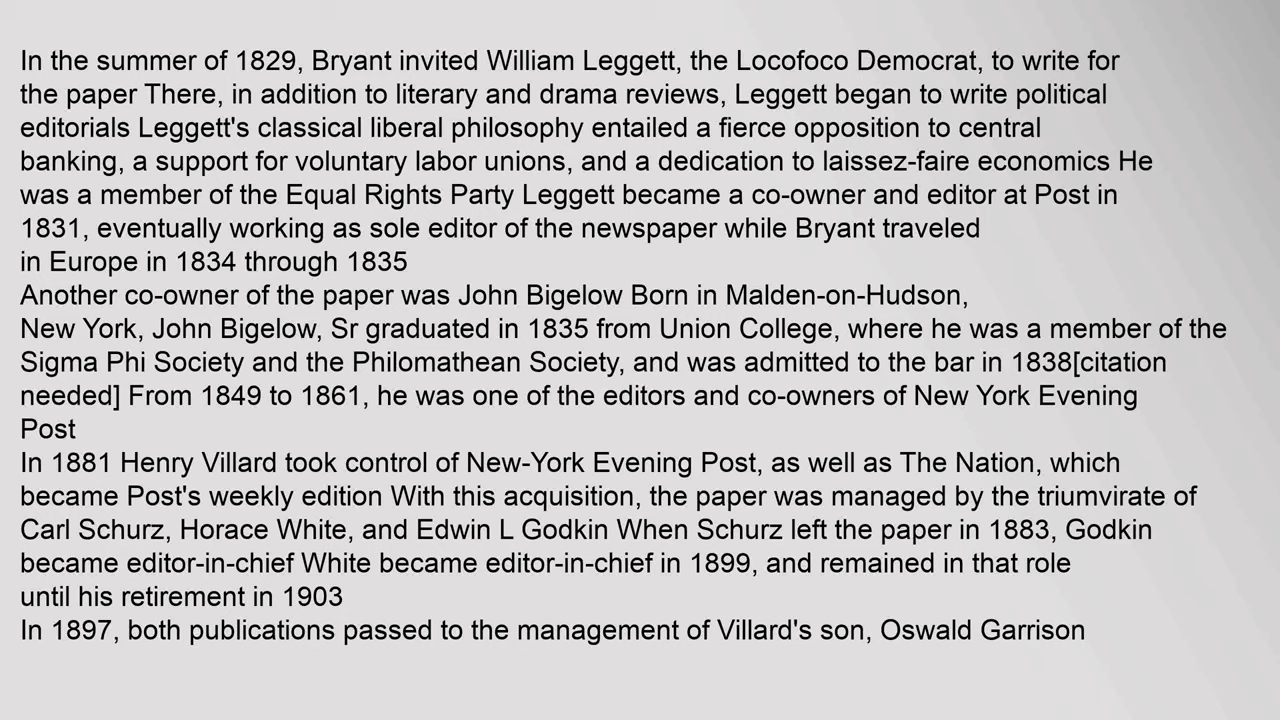 In the summer of 1829, Bryant invited William Leggett, the Locofoco Democrat, to write for
the paper There, in addition to literary and drama reviews, Leggett began to write political
editorials Leggett's classical liberal philosophy entailed a fierce opposition to central
banking, a support for voluntary labor unions, and a dedication to laissez-faire economics He
was a member of the Equal Rights Party Leggett became a co-owner and editor at Post in
1831, eventually working as sole editor of the newspaper while Bryant traveled
in Europe in 1834 through 1835
Another co-owner of the paper was John Bigelow Born in Malden-on-Hudson,
New York, John Bigelow, Sr graduated in 1835 from Union College, where he was a member of the
Sigma Phi Society and the Philomathean Society, and was admitted to the bar in 1838[citation
needed] From 1849 to 1861, he was one of the editors and co-owners of New York Evening
Post
In 1881 Henry Villard took control of New-York Evening Post, as well as The Nation, which
became Post's weekly edition With this acquisition, the paper was managed by the triumvirate of
Carl Schurz, Horace White, and Edwin L Godkin When Schurz left the paper in 1883, Godkin
became editor-in-chief White became editor-in-chief in 1899, and remained in that role
until his retirement in 1903
In 1897, both publications passed to the management of Villard's son, Oswald Garrison